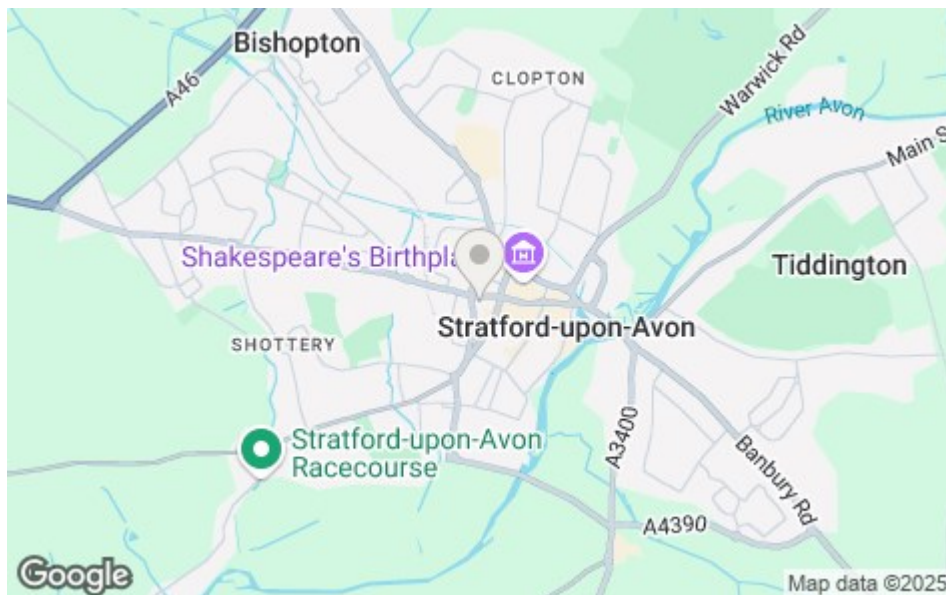 Bishopton
CLOPTON
A46
Warwick Rd
River Avon
Main S
Shakespeare's Birthpla
Tiddington
Stratford-upon-Avon
SHOTTERY
Stratford-upon-Avon
Racecourse
A3400
Banbury Rd
A4390
Google
Map data ©2025